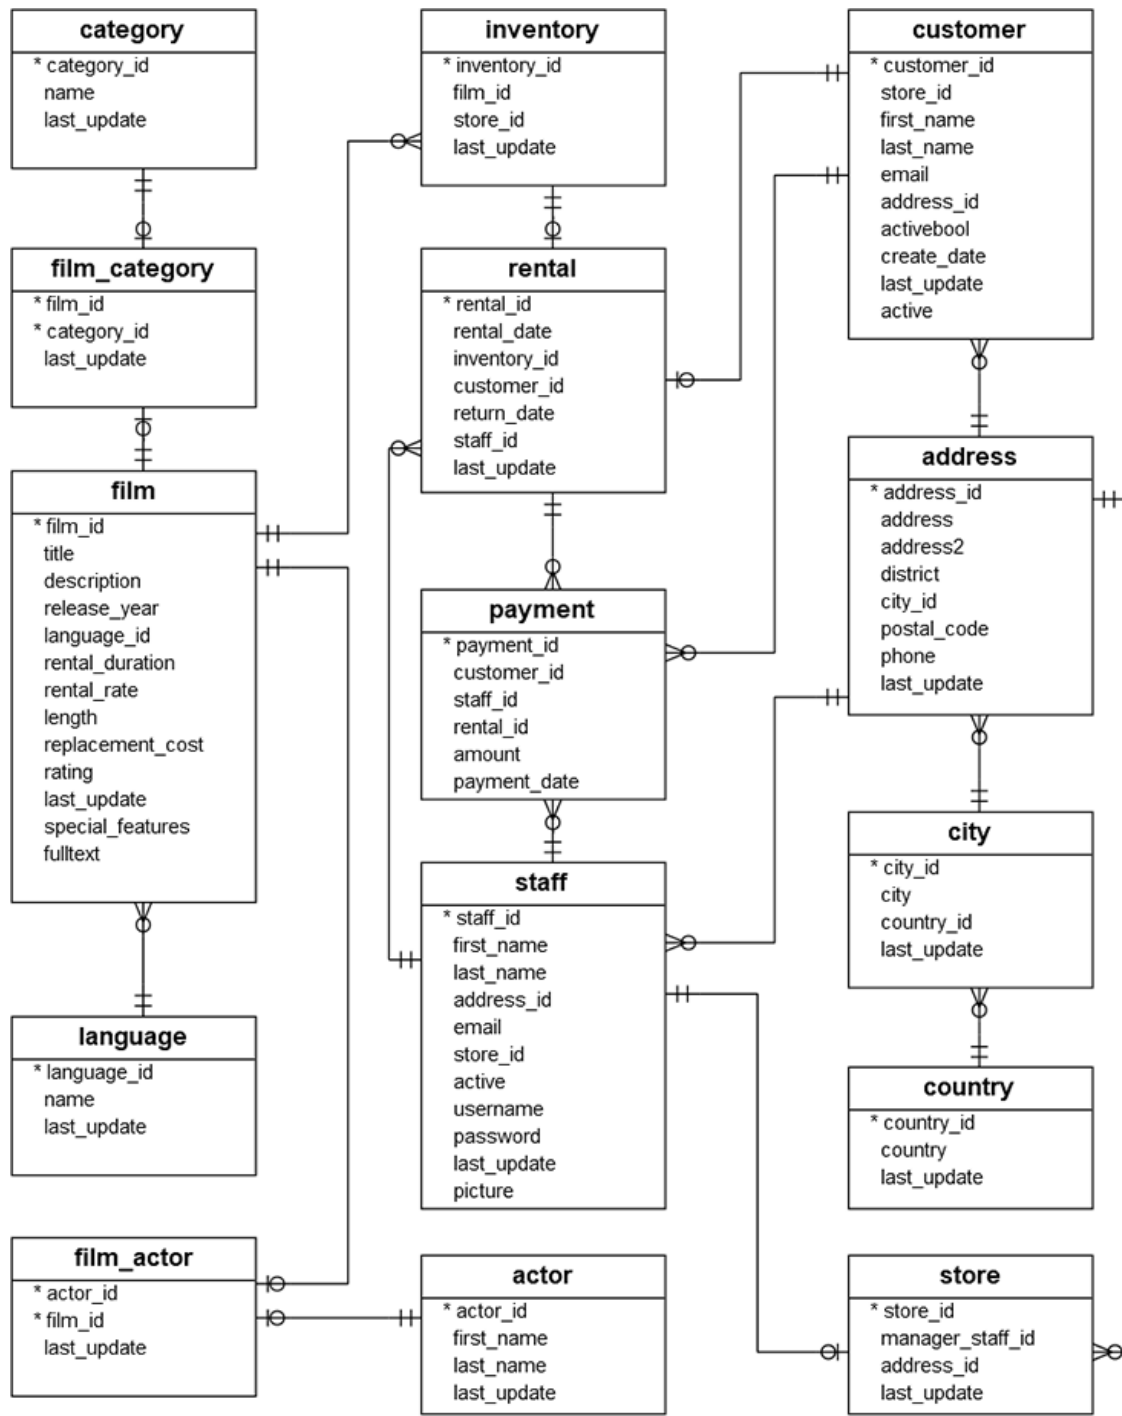 category
* category_id
name
last_update
film_category
* film_id
* category_id
last_update
film
* film_id
title
description
release_year
language_id
rental_duration
rental_rate
length
replacement_cost
rating
last_update
special_features
fulltext
language
* language_id
name
last_update
film_actor
* actor_id
* film_id
last_update
inventory
* inventory_id
film_id
store_id
last_update
rental
* rental_id
rental_date
inventory_id
customer_id
return_date
staff_id
last_update
payment
* payment_id
customer_id
staff_id
rental_id
amount
payment_date
staff
* staff_id
first_name
last_name
address_id
email
store_id
active
username
password
last_update
picture
actor
* actor_id
first_name
last_name
last_update
customer
* customer_id
store_id
first_name
last_name
email
address_id
activebool
create_date
last_update
active
address
* address_id
address
address2
district
city_id
postal_code
phone
last_update
city
* city_id
city
country_id
last_update
country
* country_id
country
last_update
store
* store_id
manager_staff_id
address_id
last_update